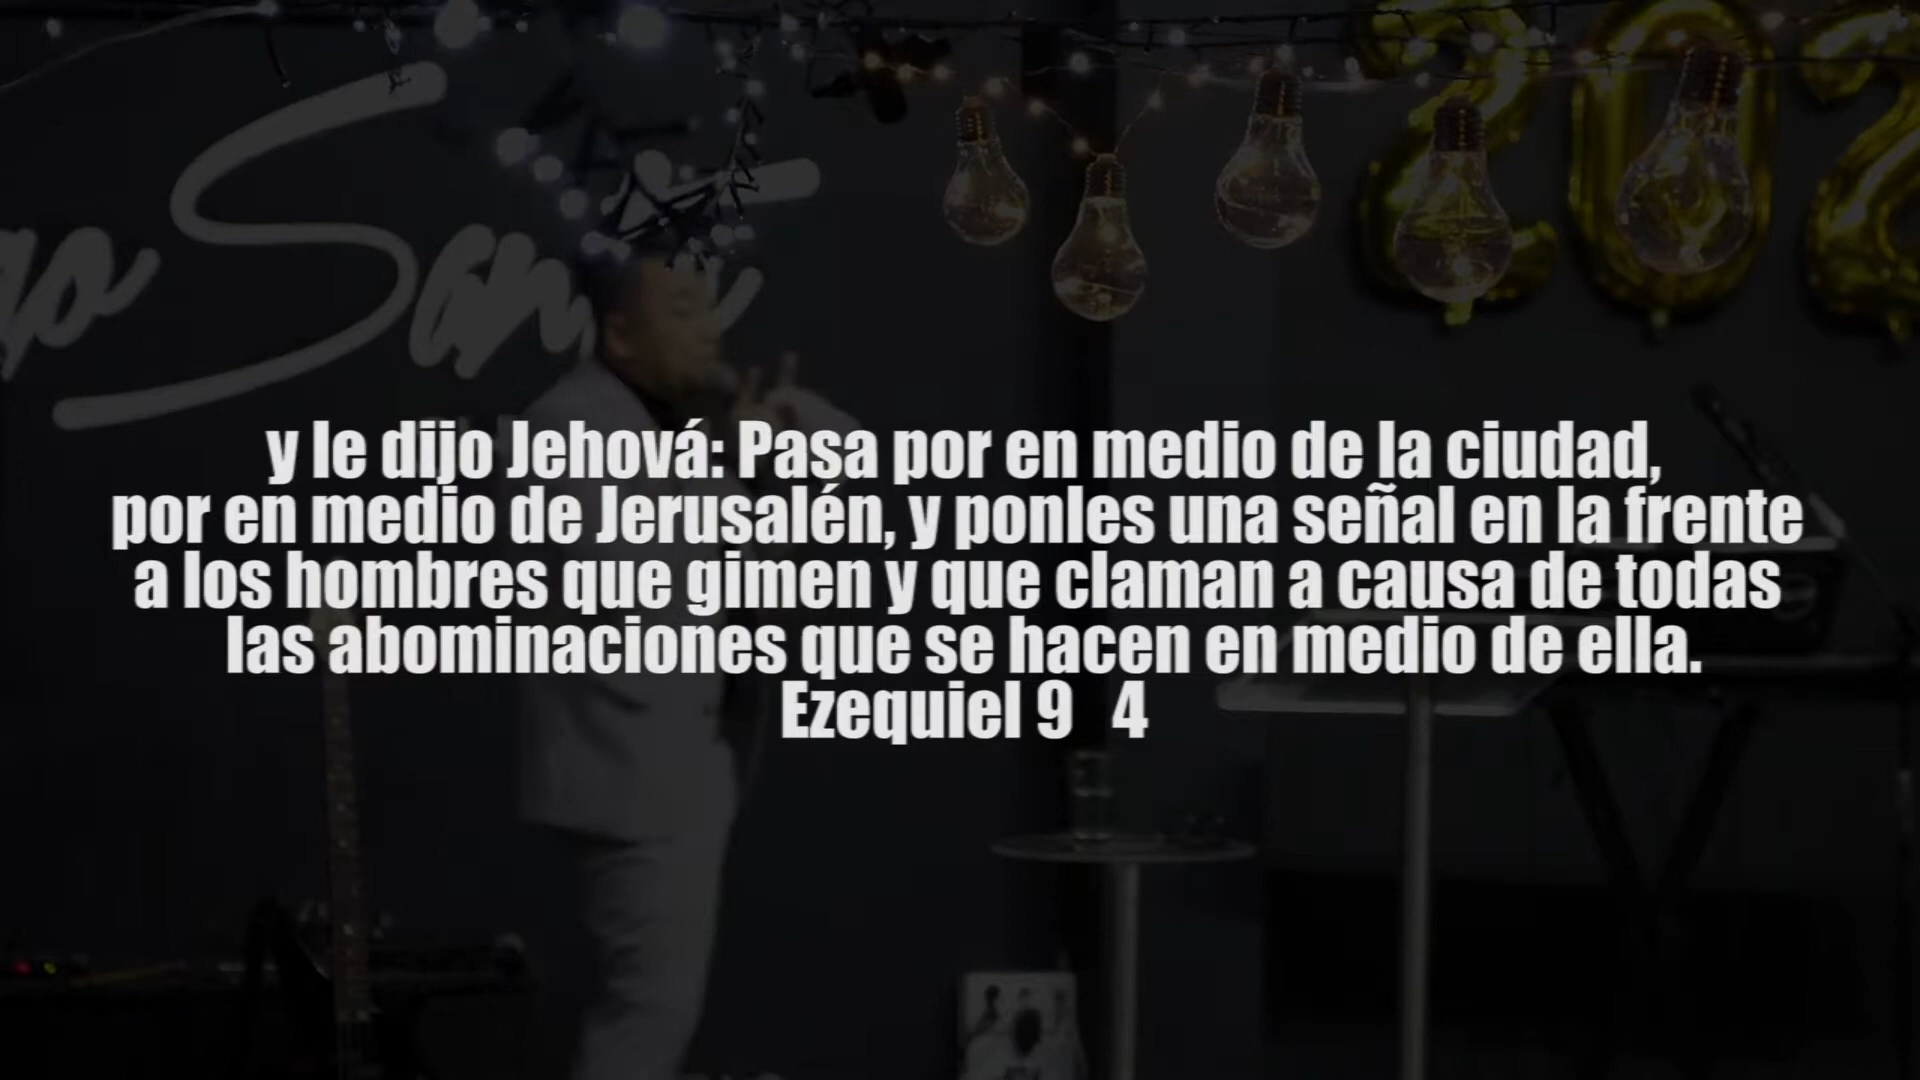 y le dijo Jehová: Pasa por en medio de la ciudad,
por en medio de Jerusalén, y ponles una señal en la frente
a los hombres que gimen y que claman a causa de todas
las abominaciones que se hacen en medio de ella.
Ezequiel 9 4
202